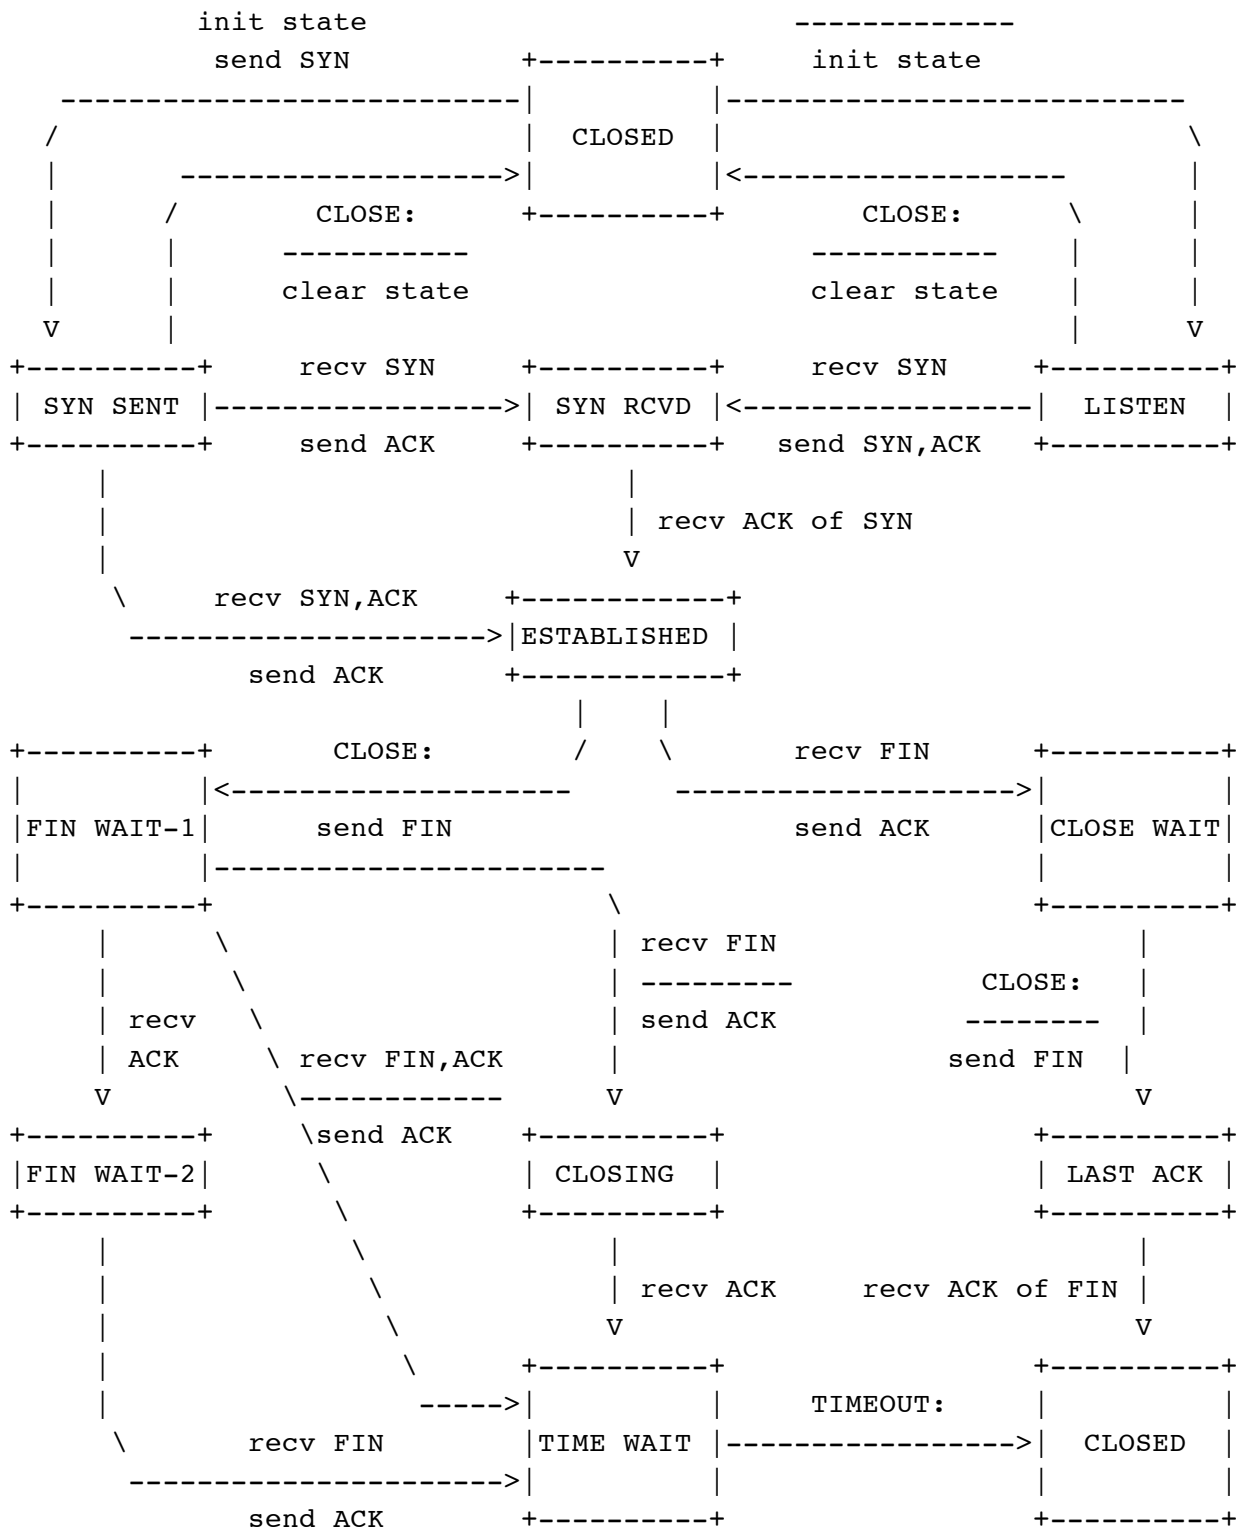 init state -------------
send SYN +----------+ init state
---------------------------| |---------------------------
/ | CLOSED | \
| ------------------->| |<------------------- |
| / CLOSE: +----------+ CLOSE: \ |
| | ----------- ----------- | |
| | clear state clear state | |
V | | V
+----------+ recv SYN +----------+ recv SYN +----------+
| SYN SENT |------------------>| SYN RCVD |<-----------------| LISTEN |
+----------+ send ACK +----------+ send SYN,ACK +----------+
| |
| | recv ACK of SYN
| V
\ recv SYN,ACK +------------+
--------------------->|ESTABLISHED |
send ACK +------------+
| |
+----------+ CLOSE: / \ recv FIN +----------+
| |<-------------------- --------------------->| |
|FIN WAIT-1| send FIN send ACK |CLOSE WAIT|
| |----------------------- | |
+----------+ \ +----------+
| \ | recv FIN |
| \ | --------- CLOSE: |
| recv \ | send ACK -------- |
| ACK \ recv FIN,ACK | send FIN |
V \------------ V V
+----------+ \send ACK +----------+ +----------+
|FIN WAIT-2| \ | CLOSING | | LAST ACK |
+----------+ \ +----------+ +----------+
| \ | |
| \ | recv ACK recv ACK of FIN |
| \ V V
| \ +----------+ +----------+
| ----->| | TIMEOUT: | |
\ recv FIN |TIME WAIT |----------------->| CLOSED |
---------------------->| | | |
send ACK +----------+ +----------+